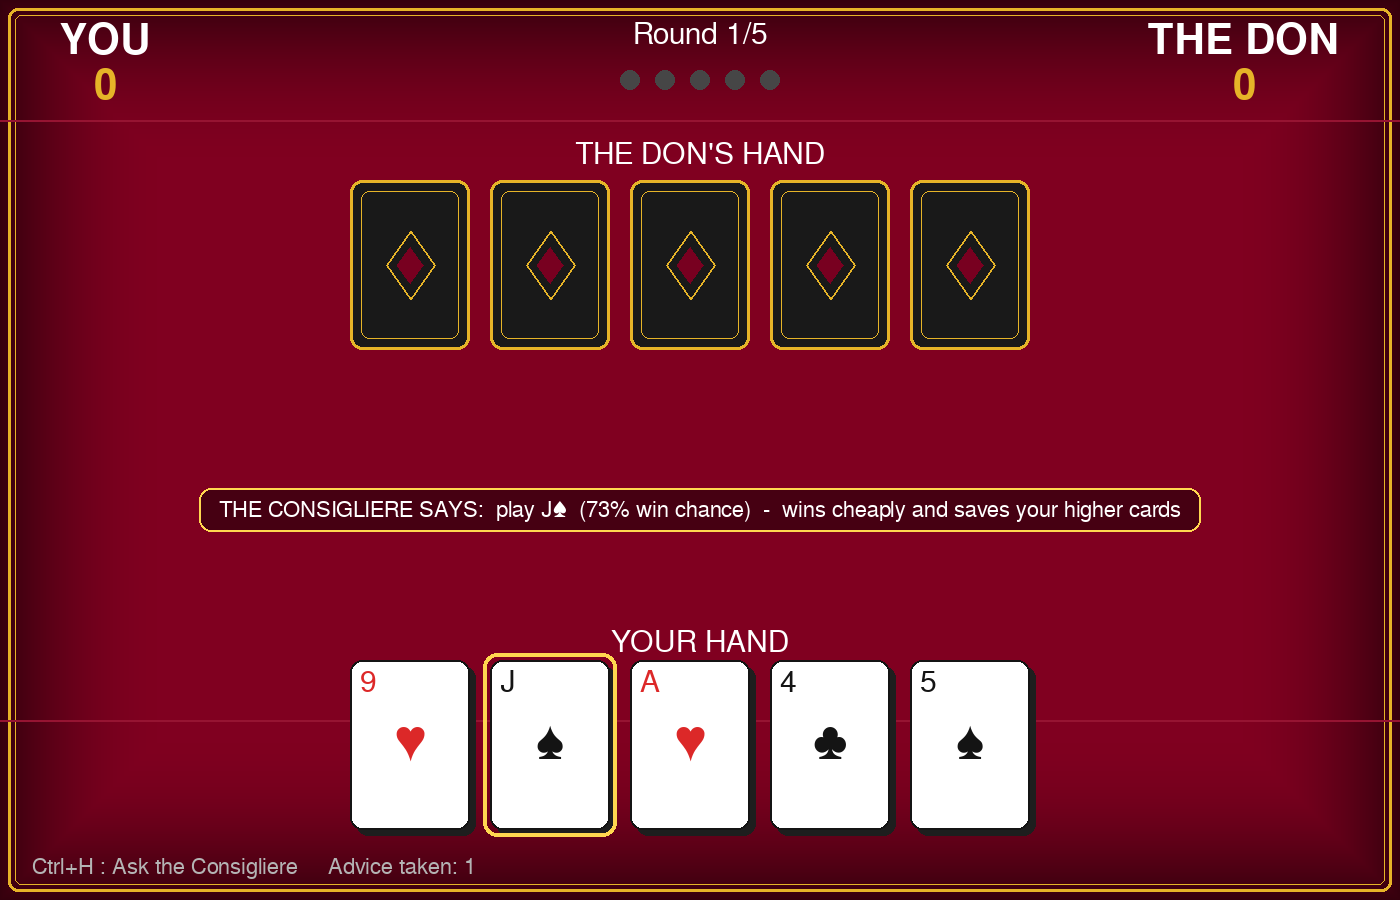 YOU
0
Round 1/5
THE DON
0
THE DON'S HAND
THE CONSIGLIERE SAYS: play J♠ (73% win chance) - wins cheaply and saves your higher cards
YOUR HAND
9 J A 4 5
♥ ♠ ♥ ♣ ♠
Ctrl+H : Ask the Consigliere Advice taken: 1